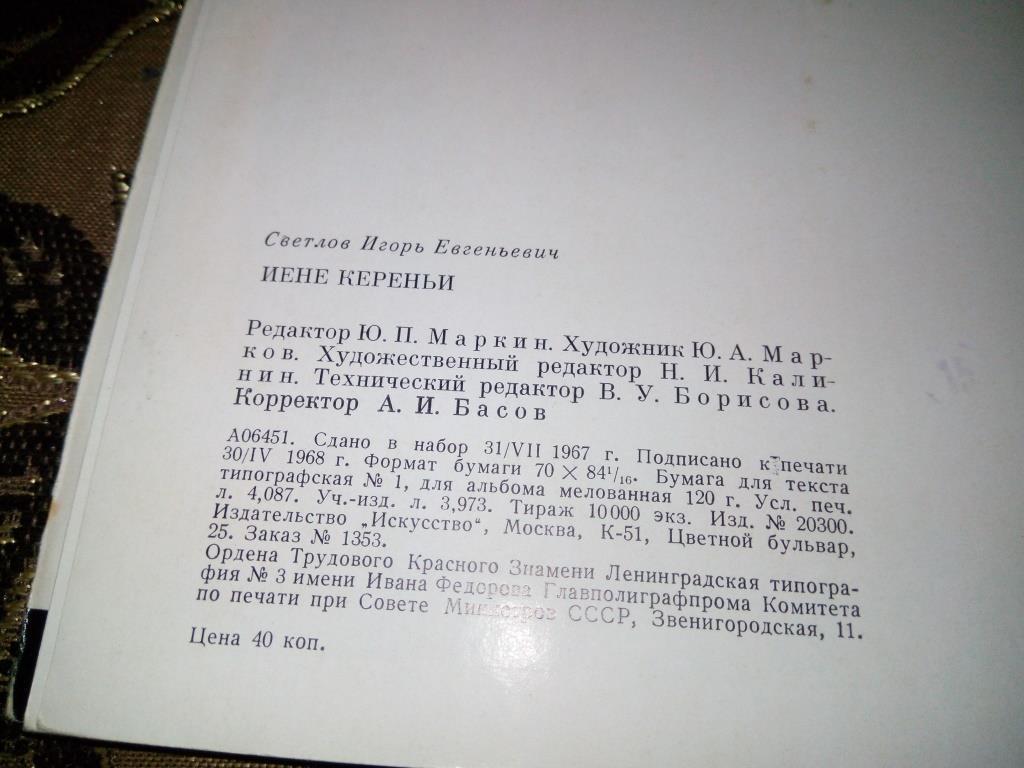 Светлов Игорь Евгеньевич
ИЕНЕ КЕРЕНЬИ
Редактор Ю. П. Маркин. Художник Ю. А. Мар-
ков. Художественный редактор Н. И. Кали-
нин. Технический редактор В. У. Борисова.
Корректор А. И. Басов
А06451. Сдано в набор 31/VII 1967 г. Подписано к печати
30/IV 1968 г. Формат бумаги 70 × 84¹/₁₆. Бумага для текста
типографская № 1, для альбома мелованная 120 г. Усл. печ.
л. 4,087. Уч.-изд. л. 3,973. Тираж 10 000 экз. Изд. № 20300.
Издательство „Искусство“, Москва, К-51, Цветной бульвар,
25. Заказ № 1353.
Ордена Трудового Красного Знамени Ленинградская типогра-
фия № 3 имени Ивана Федорова Главполиграфпрома Комитета
по печати при Совете Министров СССР, Звенигородская, 11.
Цена 40 коп.